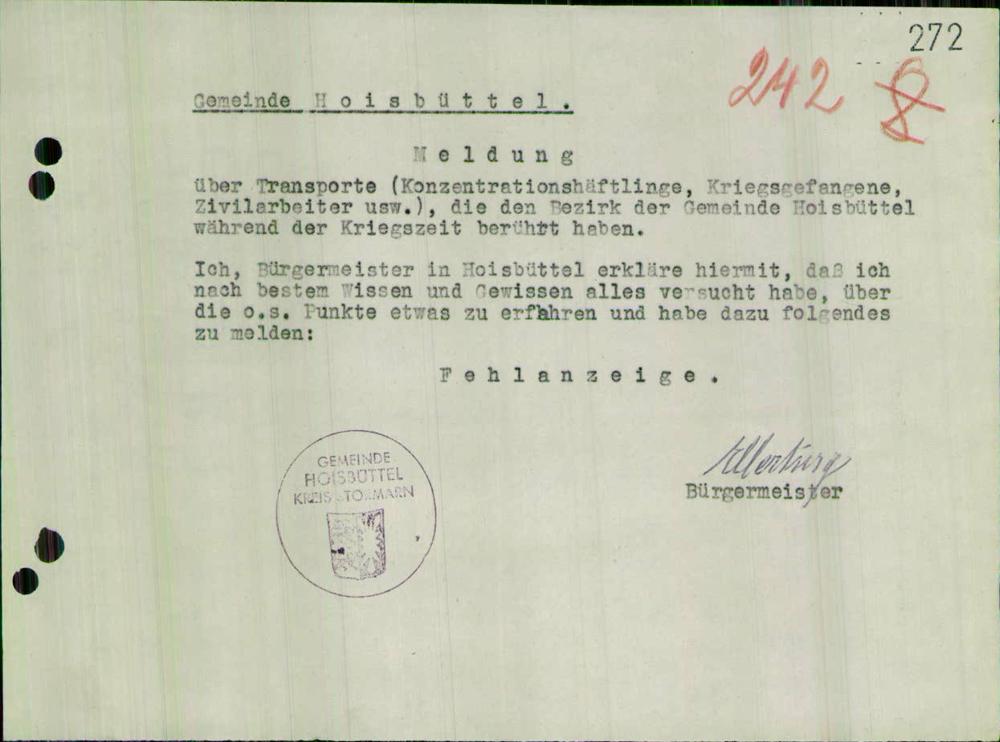 272
242
Gemeinde Hoisbüttel.
Meldung
über Transporte (Konzentrationshäftlinge, Kriegsgefangene,
Zivilarbeiter usw.), die den Bezirk der Gemeinde Hoisbüttel
während der Kriegszeit berührt haben.
Ich, Bürgermeister in Hoisbüttel erkläre hiermit, daß ich
nach bestem Wissen und Gewissen alles versucht habe, über
die o.s. Punkte etwas zu erfahren und habe dazu folgendes
zu melden:
Fehlanzeige.
GEMEINDE
HOISBÜTTEL
KREIS STORMARN
Bürgermeister